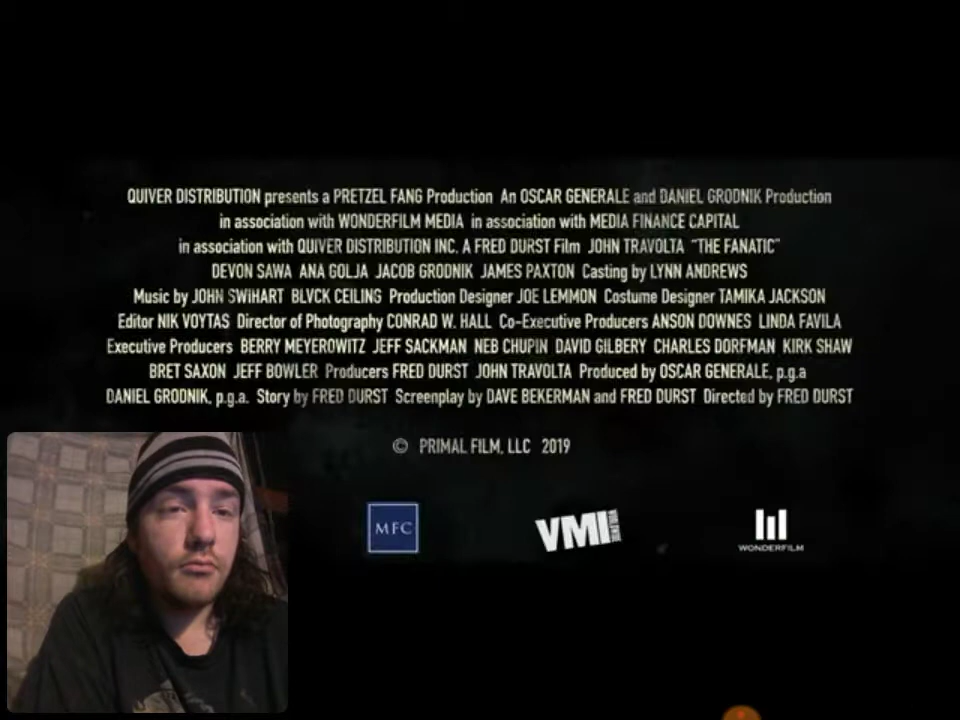 QUIVER DISTRIBUTION presents a PRETZEL FANG Production An OSCAR GENERALE and DANIEL GRODNIK Production
in association with WONDERFILM MEDIA in association with MEDIA FINANCE CAPITAL
in association with QUIVER DISTRIBUTION INC. A FRED DURST Film JOHN TRAVOLTA "THE FANATIC"
DEVON SAWA ANA GOLJA JACOB GRODNIK JAMES PAXTON Casting by LYNN ANDREWS
Music by JOHN SWIHART BLVCK CEILING Production Designer JOE LEMMON Costume Designer TAMIKA JACKSON
Editor NIK VOYTAS Director of Photography CONRAD W. HALL Co-Executive Producers ANSON DOWNES LINDA FAVILA
Executive Producers BERRY MEYEROWITZ JEFF SACKMAN NEB CHUPIN DAVID GILBERY CHARLES DORFMAN KIRK SHAW
BRET SAXON JEFF BOWLER Producers FRED DURST JOHN TRAVOLTA Produced by OSCAR GENERALE, p.g.a
DANIEL GRODNIK, p.g.a. Story by FRED DURST Screenplay by DAVE BEKERMAN and FRED DURST Directed by FRED DURST
© PRIMAL FILM, LLC 2019
MFC
VMI
WONDERFILM